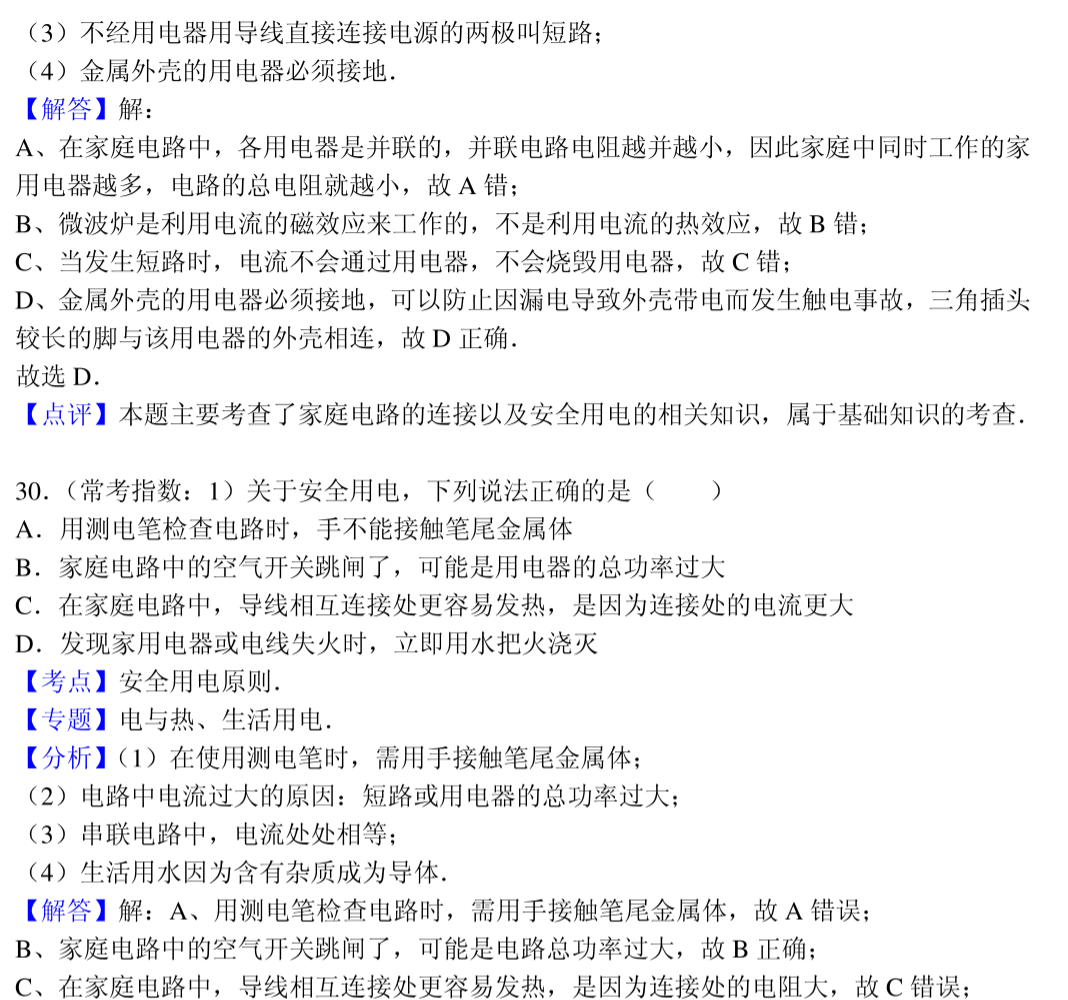 （3）不经用电器用导线直接连接电源的两极叫短路；
（4）金属外壳的用电器必须接地．
【解答】解：
A、在家庭电路中，各用电器是并联的，并联电路电阻越并越小，因此家庭中同时工作的家
用电器越多，电路的总电阻就越小，故 A 错；
B、微波炉是利用电流的磁效应来工作的，不是利用电流的热效应，故 B 错；
C、当发生短路时，电流不会通过用电器，不会烧毁用电器，故 C 错；
D、金属外壳的用电器必须接地，可以防止因漏电导致外壳带电而发生触电事故，三角插头
较长的脚与该用电器的外壳相连，故 D 正确．
故选 D．
【点评】本题主要考查了家庭电路的连接以及安全用电的相关知识，属于基础知识的考查．
30．（常考指数：1）关于安全用电，下列说法正确的是（　　）
A．用测电笔检查电路时，手不能接触笔尾金属体
B．家庭电路中的空气开关跳闸了，可能是用电器的总功率过大
C．在家庭电路中，导线相互连接处更容易发热，是因为连接处的电流更大
D．发现家用电器或电线失火时，立即用水把火浇灭
【考点】安全用电原则．
【专题】电与热、生活用电．
【分析】（1）在使用测电笔时，需用手接触笔尾金属体；
（2）电路中电流过大的原因：短路或用电器的总功率过大；
（3）串联电路中，电流处处相等；
（4）生活用水因为含有杂质成为导体．
【解答】解：A、用测电笔检查电路时，需用手接触笔尾金属体，故 A 错误；
B、家庭电路中的空气开关跳闸了，可能是电路总功率过大，故 B 正确；
C、在家庭电路中，导线相互连接处更容易发热，是因为连接处的电阻大，故 C 错误；